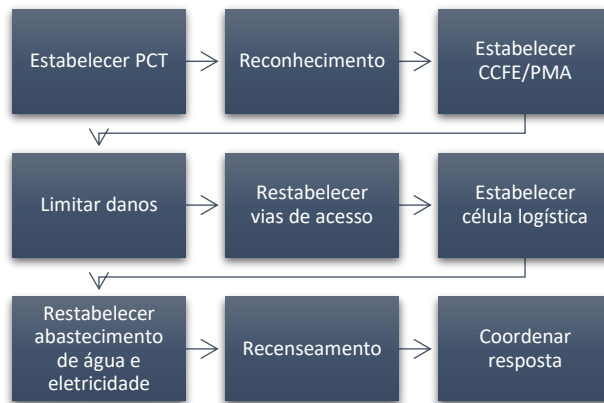 Estabelecer PCT
Reconhecimento
Estabelecer
CCFE/PMA
Limitar danos
Restabelecer
vias de acesso
Estabelecer
célula logística
Restabelecer
abastecimento
de água e
eletricidade
Recenseamento
Coordenar
resposta